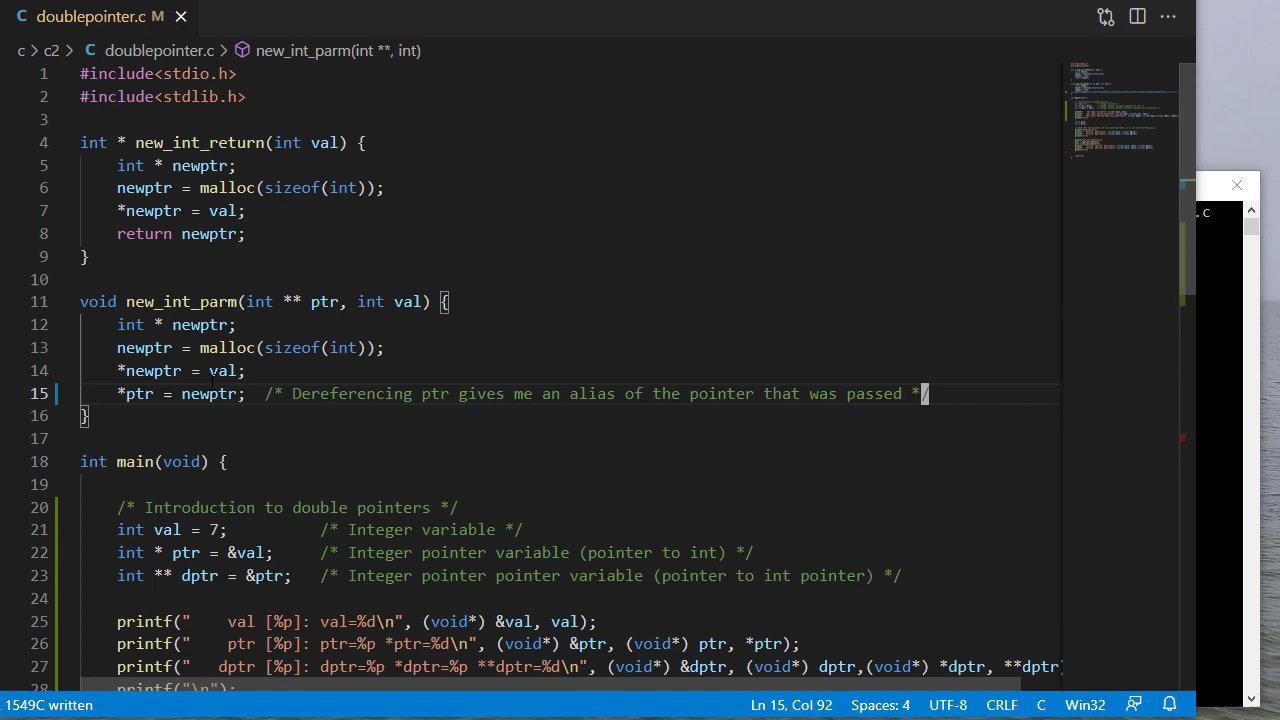 C doublepointer.c M
c > c2 > C doublepointer.c > new_int_parm(int **, int)
1 #include<stdio.h>
2 #include<stdlib.h>
3
4 int * new_int_return(int val) {
5 int * newptr;
6 newptr = malloc(sizeof(int));
7 *newptr = val;
8 return newptr;
9 }
10
11 void new_int_parm(int ** ptr, int val) {
12 int * newptr;
13 newptr = malloc(sizeof(int));
14 *newptr = val;
15 *ptr = newptr; /* Dereferencing ptr gives me an alias of the pointer that was passed */
16 }
17
18 int main(void) {
19
20 /* Introduction to double pointers */
21 int val = 7; /* Integer variable */
22 int * ptr = &val; /* Integer pointer variable (pointer to int) */
23 int ** dptr = &ptr; /* Integer pointer pointer variable (pointer to int pointer) */
24
25 printf(" val [%p]: val=%d\n", (void*) &val, val);
26 printf(" ptr [%p]: ptr=%p *ptr=%d\n", (void*) &ptr, (void*) ptr, *ptr);
27 printf(" dptr [%p]: dptr=%p *dptr=%p **dptr=%d\n", (void*) &dptr, (void*) dptr,(void*) *dptr, **dptr)
28 printf("\n");
.C
1549C written Ln 15, Col 92 Spaces: 4 UTF-8 CRLF C Win32